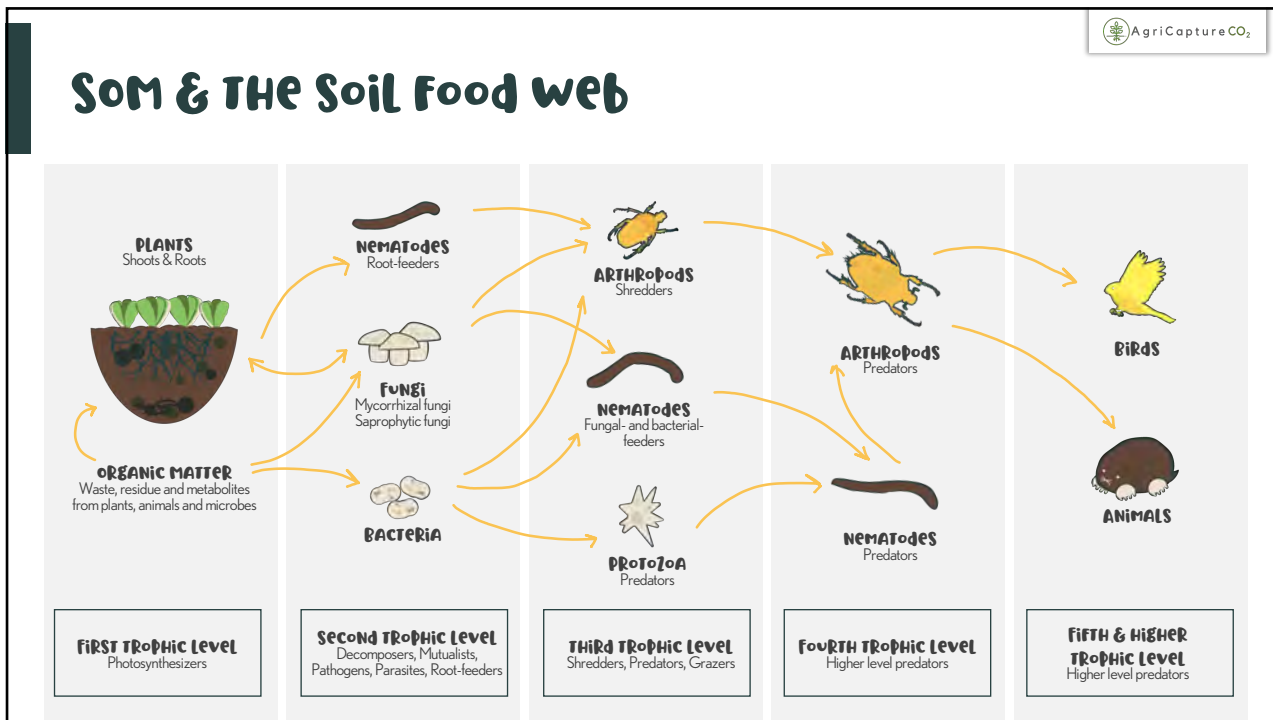 AgriCaptureCO₂
SOM & THE SOIL FOOD WEB
PLANTS
Shoots & Roots
ORGANIC MATTER
Waste, residue and metabolites
from plants, animals and microbes
FIRST TROPHIC LEVEL
Photosynthesizers
NEMATODES
Root-feeders
FUNGI
Mycorrhizal fungi
Saprophytic fungi
BACTERIA
SECOND TROPHIC LEVEL
Decomposers, Mutualists,
Pathogens, Parasites, Root-feeders
ARTHROPODS
Shredders
NEMATODES
Fungal- and bacterial-
feeders
PROTOZOA
Predators
THIRD TROPHIC LEVEL
Shredders, Predators, Grazers
ARTHROPODS
Predators
NEMATODES
Predators
FOURTH TROPHIC LEVEL
Higher level predators
BIRDS
ANIMALS
FIFTH & HIGHER
TROPHIC LEVEL
Higher level predators